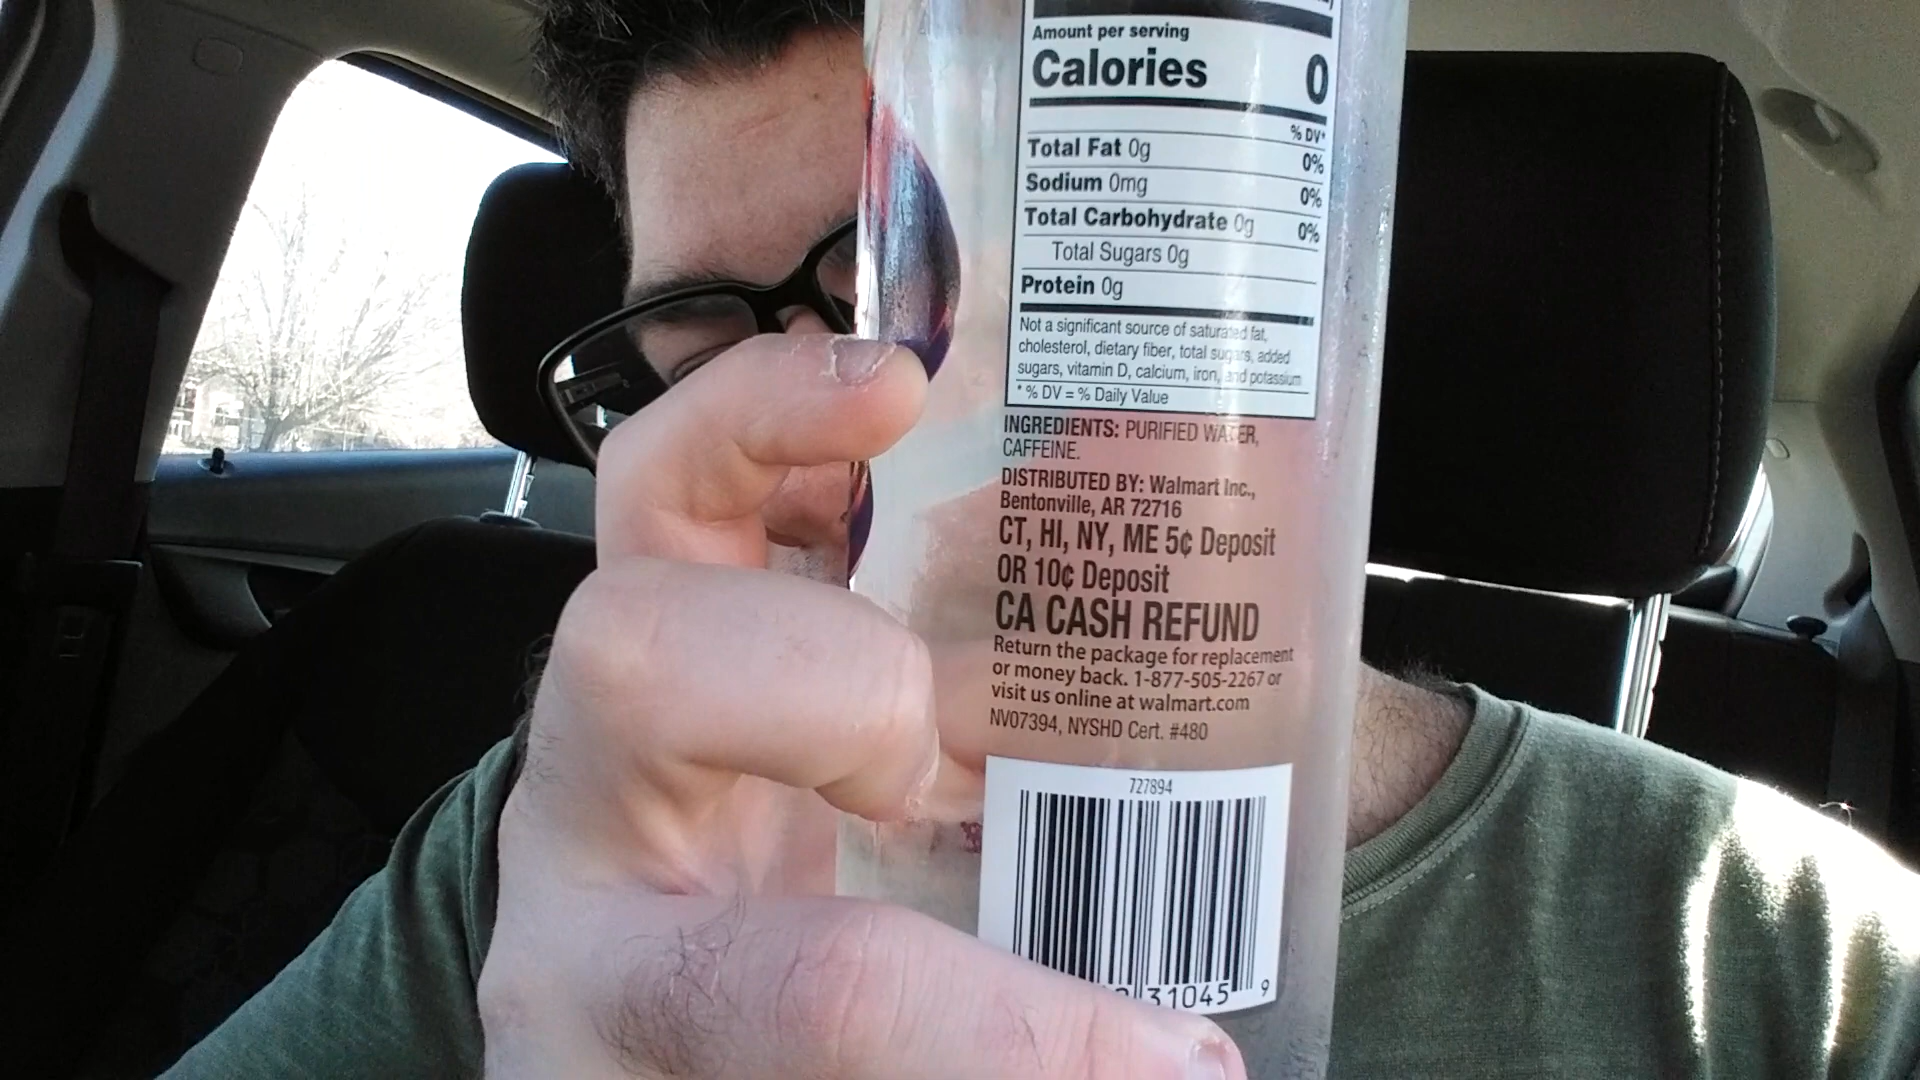 Amount per serving
Calories 0
% DV*
Total Fat 0g 0%
Sodium 0mg 0%
Total Carbohydrate 0g 0%
Total Sugars 0g
Protein 0g
Not a significant source of saturated fat,
cholesterol, dietary fiber, total sugars, added
sugars, vitamin D, calcium, iron, and potassium
* % DV = % Daily Value
INGREDIENTS: PURIFIED WATER,
CAFFEINE.
DISTRIBUTED BY: Walmart Inc.,
Bentonville, AR 72716
CT, HI, NY, ME 5¢ Deposit
OR 10¢ Deposit
CA CASH REFUND
Return the package for replacement
or money back. 1-877-505-2267 or
visit us online at walmart.com
NV07394, NYSHD Cert. #480
727894
31045 9